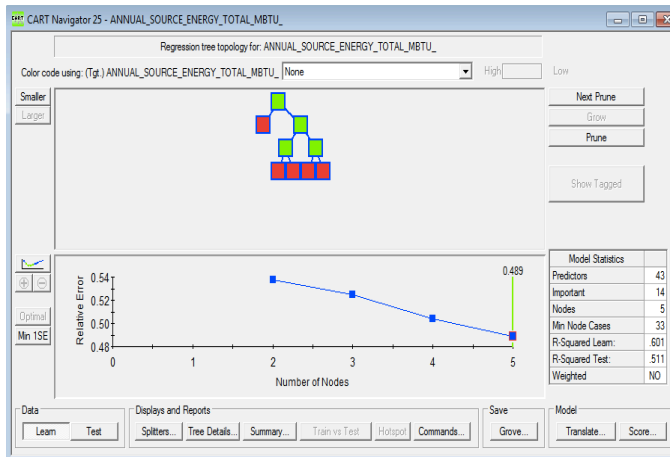 CART Navigator 25 - ANNUAL_SOURCE_ENERGY_TOTAL_MBTU_
Regression tree topology for: ANNUAL_SOURCE_ENERGY_TOTAL_MBTU_
Color code using: (Tgt.) ANNUAL_SOURCE_ENERGY_TOTAL_MBTU_ None High Low
Smaller
Larger
Next Prune
Grow
Prune
Show Tagged
Optimal
Min 1SE
Relative Error
0.54
0.52
0.50
0.48
0.489
0 1 2 3 4 5
Number of Nodes
Model Statistics
Predictors 43
Important 14
Nodes 5
Min Node Cases 33
R-Squared Learn: .601
R-Squared Test: .511
Weighted NO
Data
Learn Test
Displays and Reports
Splitters... Tree Details... Summary... Train vs Test Hotspot Commands...
Save
Grove...
Model
Translate... Score...